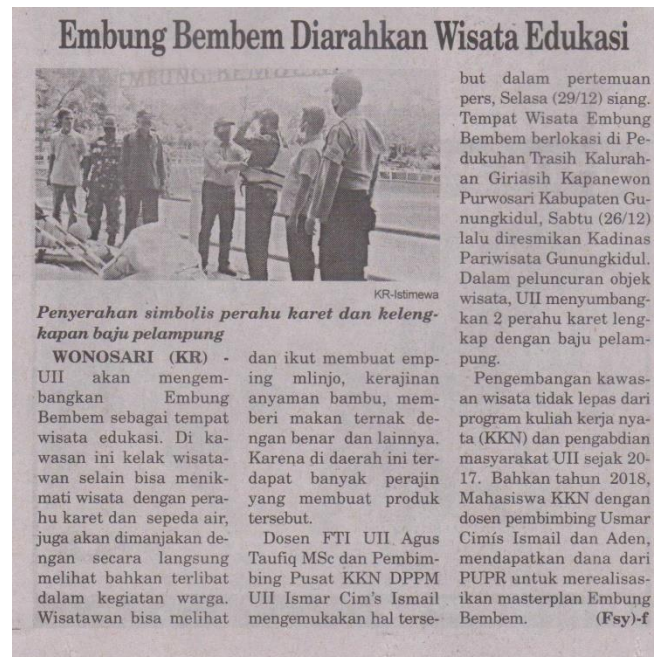 Embung Bembem Diarahkan Wisata Edukasi
KR-Istimewa
Penyerahan simbolis perahu karet dan keleng-
kapan baju pelampung
WONOSARI (KR) -
UII akan mengem-
bangkan Embung
Bembem sebagai tempat
wisata edukasi. Di ka-
wasan ini kelak wisata-
wan selain bisa menik-
mati wisata dengan pera-
hu karet dan sepeda air,
juga akan dimanjakan de-
ngan secara langsung
melihat bahkan terlibat
dalam kegiatan warga.
Wisatawan bisa melihat
dan ikut membuat emp-
ing mlinjo, kerajinan
anyaman bambu, mem-
beri makan ternak de-
ngan benar dan lainnya.
Karena di daerah ini ter-
dapat banyak perajin
yang membuat produk
tersebut.
Dosen FTI UII Agus
Taufiq MSc dan Pembim-
bing Pusat KKN DPPM
UII Ismar Cim's Ismail
mengemukakan hal terse-
but dalam pertemuan
pers, Selasa (29/12) siang.
Tempat Wisata Embung
Bembem berlokasi di Pe-
dukuhan Trasih Kalurah-
an Giriasih Kapanewon
Purwosari Kabupaten Gu-
nungkidul, Sabtu (26/12)
lalu diresmikan Kadinas
Pariwisata Gunungkidul.
Dalam peluncuran objek
wisata, UII menyumbang-
kan 2 perahu karet leng-
kap dengan baju pelam-
pung.
Pengembangan kawas-
an wisata tidak lepas dari
program kuliah kerja nya-
ta (KKN) dan pengabdian
masyarakat UII sejak 20-
17. Bahkan tahun 2018,
Mahasiswa KKN dengan
dosen pembimbing Usmar
Cimís Ismail dan Aden,
mendapatkan dana dari
PUPR untuk merealisas-
ikan masterplan Embung
Bembem. (Fsy)-f